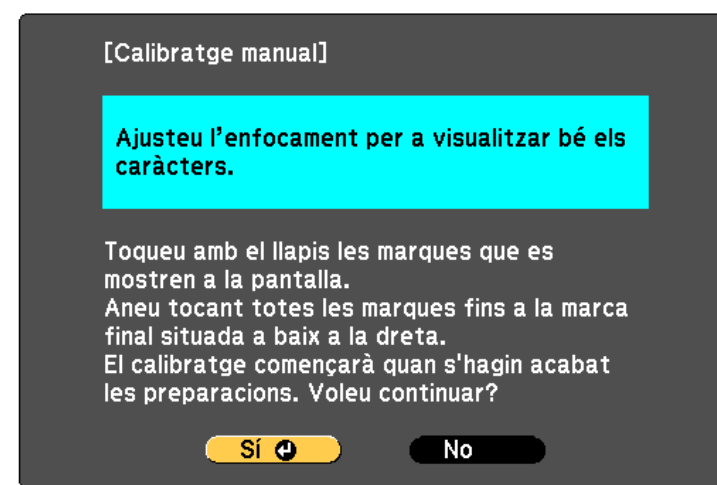 [Calibratge manual]
Ajusteu l'enfocament per a visualitzar bé els
caràcters.
Toqueu amb el llapis les marques que es
mostren a la pantalla.
Aneu tocant totes les marques fins a la marca
final situada a baix a la dreta.
El calibratge començarà quan s'hagin acabat
les preparacions. Voleu continuar?
Sí No